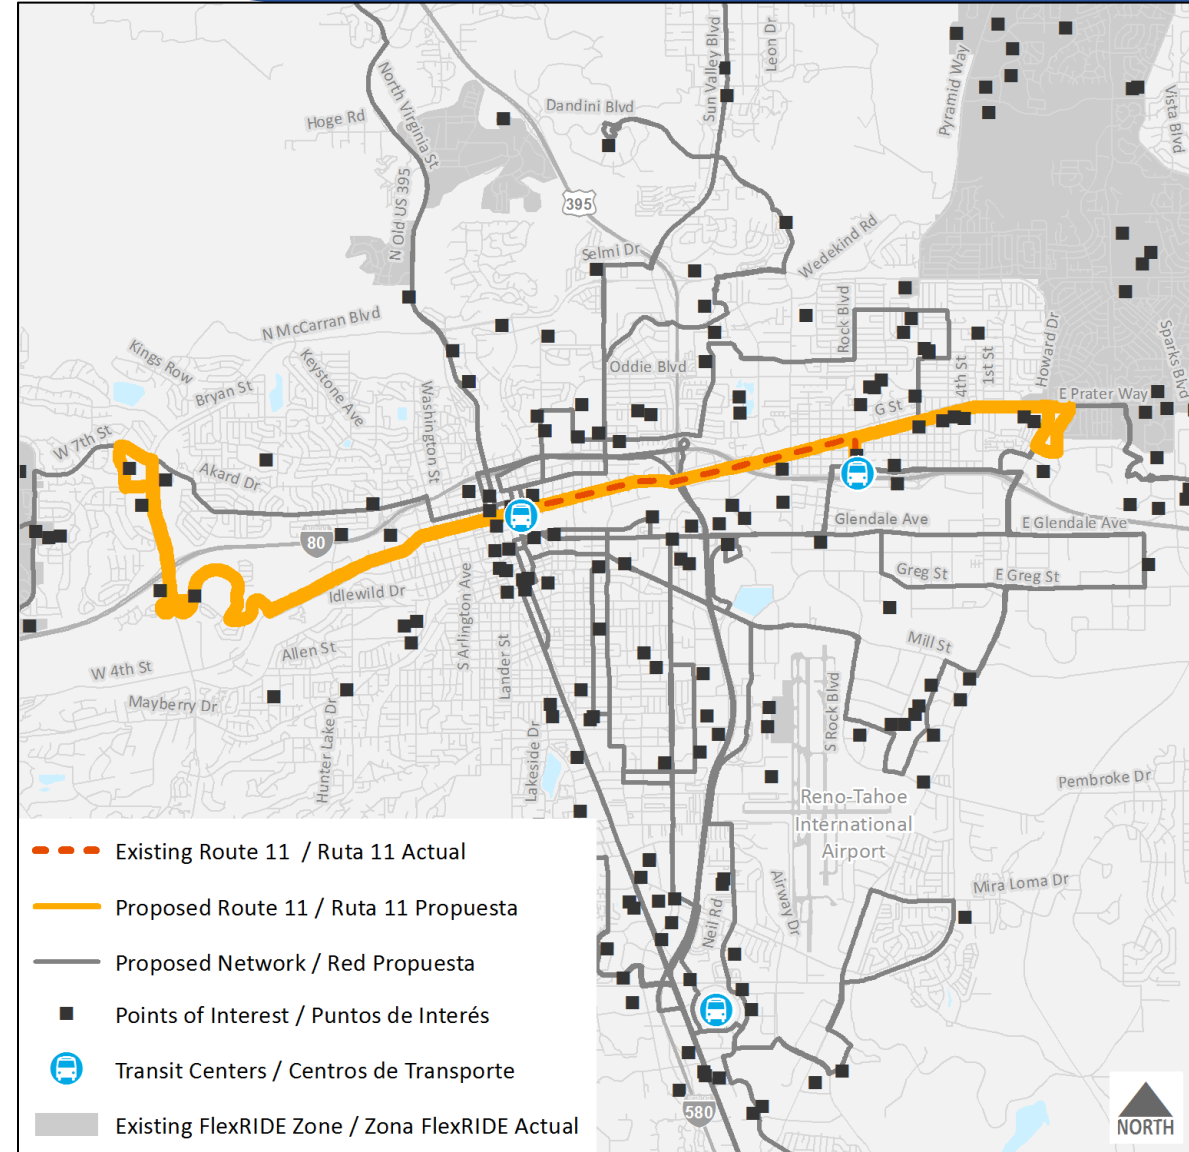 Sun Valley Blvd
Leon Dr
Pyramid Way
Vista Blvd
North Virginia St
Dandini Blvd
Hoge Rd
395
N Old US 395
Selmi Dr
Wedekind Rd
N McCarran Blvd
Rock Blvd
Howard Dr
Sparks Blvd
Kings Row
Keystone Ave
Oddie Blvd
4th St
1st St
Bryan St
Washington St
G St
E Prater Way
W 7th St
Akard Dr
80
Glendale Ave
E Glendale Ave
Greg St
E Greg St
Idlewild Dr
S Arlington Ave
Lander St
Mill St
Allen St
W 4th St
Mayberry Dr
Hunter Lake Dr
Lakeside Dr
S Rock Blvd
Pembroke Dr
Reno-Tahoe
International
Airport
Mira Loma Dr
Airway Dr
Neil Rd
580
Existing Route 11 / Ruta 11 Actual
Proposed Route 11 / Ruta 11 Propuesta
Proposed Network / Red Propuesta
Points of Interest / Puntos de Interés
Transit Centers / Centros de Transporte
Existing FlexRIDE Zone / Zona FlexRIDE Actual
NORTH